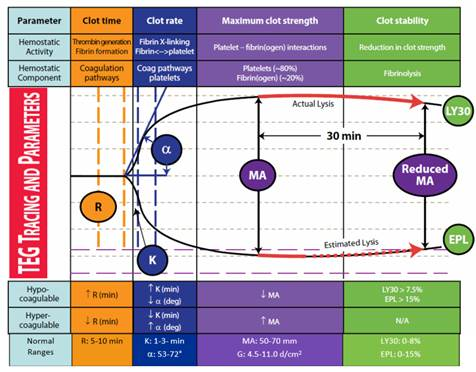 Parameter Clot time Clot rate Maximum clot strength Clot stability
Hemostatic Activity Thrombin generation Fibrin formation Fibrin X-linking Fibrin<->platelet Platelet – fibrin(ogen) interactions Reduction in clot strength
Hemostatic Component Coagulation pathways Coag pathways platelets Platelets (~80%) Fibrin(ogen) (~20%) Fibrinolysis
TEG TRACING AND PARAMETERS
Actual Lysis
LY30
30 min
α
MA
Reduced MA
R
EPL
Estimated Lysis
K
Hypo-coagulable ↑ R (min) ↑ K (min) ↓ α (deg) ↓ MA LY30 > 7.5% EPL > 15%
Hyper-coagulable ↓ R (min) ↓ K (min) ↑ α (deg) ↑ MA N/A
Normal Ranges R: 5-10 min K: 1-3- min α: 53-72° MA: 50-70 mm G: 4.5-11.0 d/cm² LY30: 0-8% EPL: 0-15%